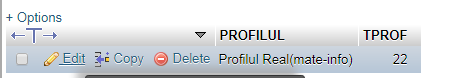 + Options
←T→ ▼ PROFILUL TPROF
Edit Copy Delete Profilul Real(mate-info) 22